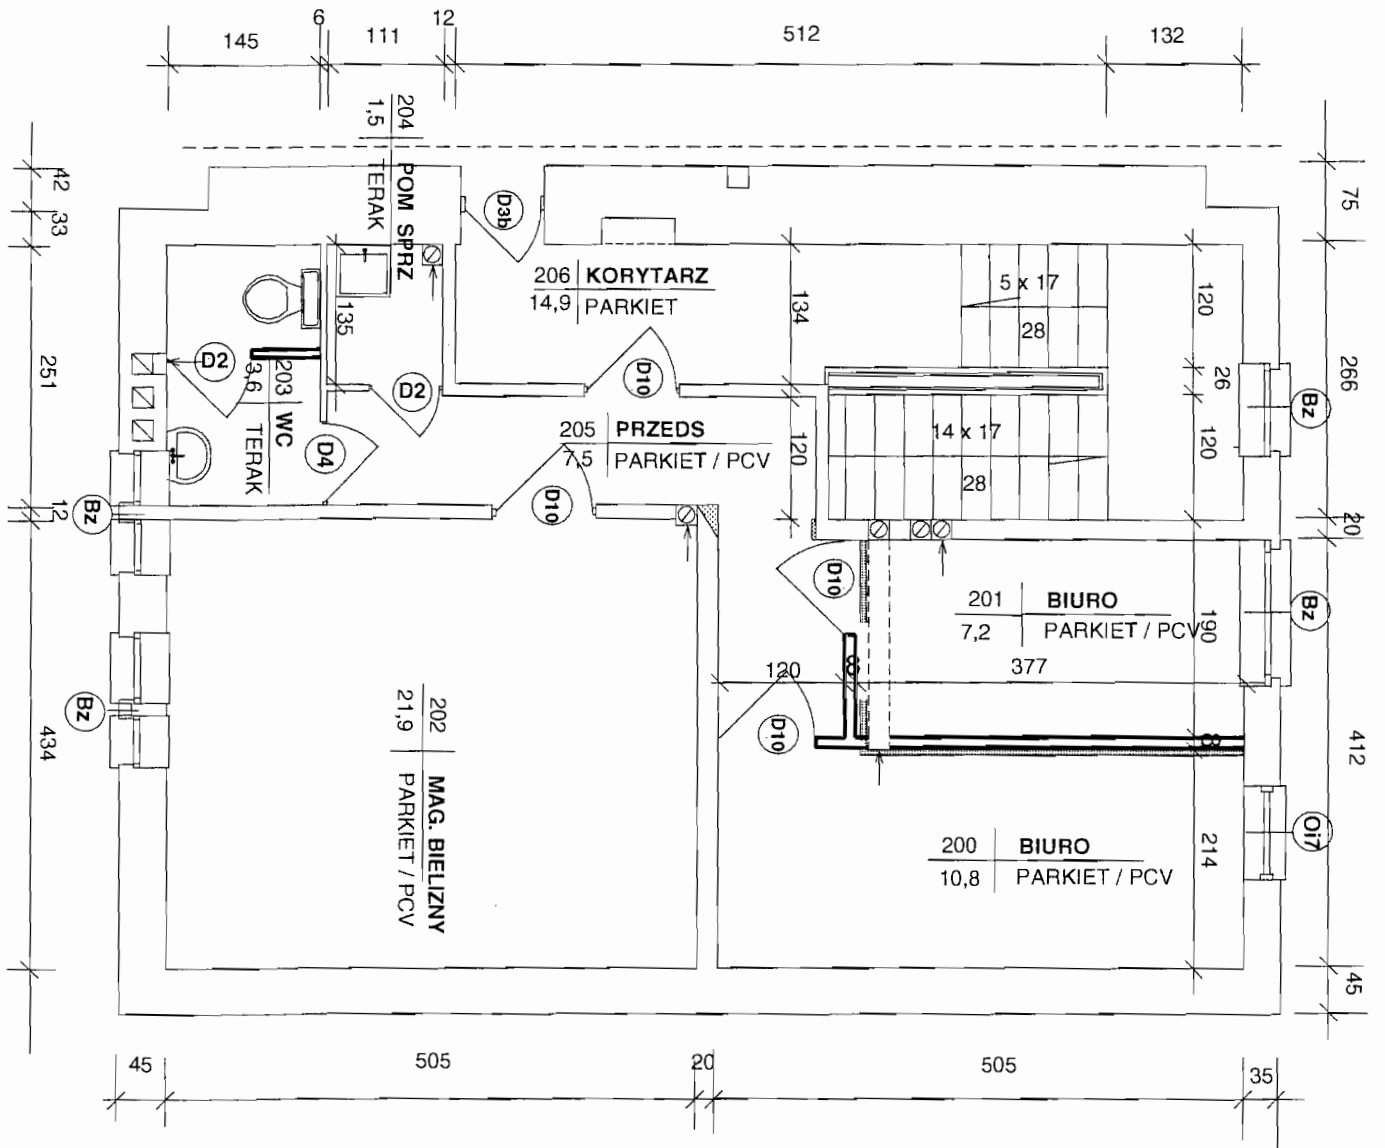 145
6
111
12
512
132
204
1,5
POM SPRZ
TERAK
42
33
251
12
434
75
266
20
412
45
D3b
206 KORYTARZ
14,9 PARKIET
134
5 x 17
28
120
26
120
135
D2
203
3,6
WC
TERAK
D2
D10
Bz
205 PRZEDS
7,5 PARKIET / PCV
120
14 x 17
28
D4
D10
Bz
D10
201 BIURO
7,2 PARKIET / PCV
190
Bz
120
8
377
D10
8
Bz
202
21,9
MAG. BIELIZNY
PARKIET / PCV
200 BIURO
10,8 PARKIET / PCV
214
Oi7
45
505
20
505
35